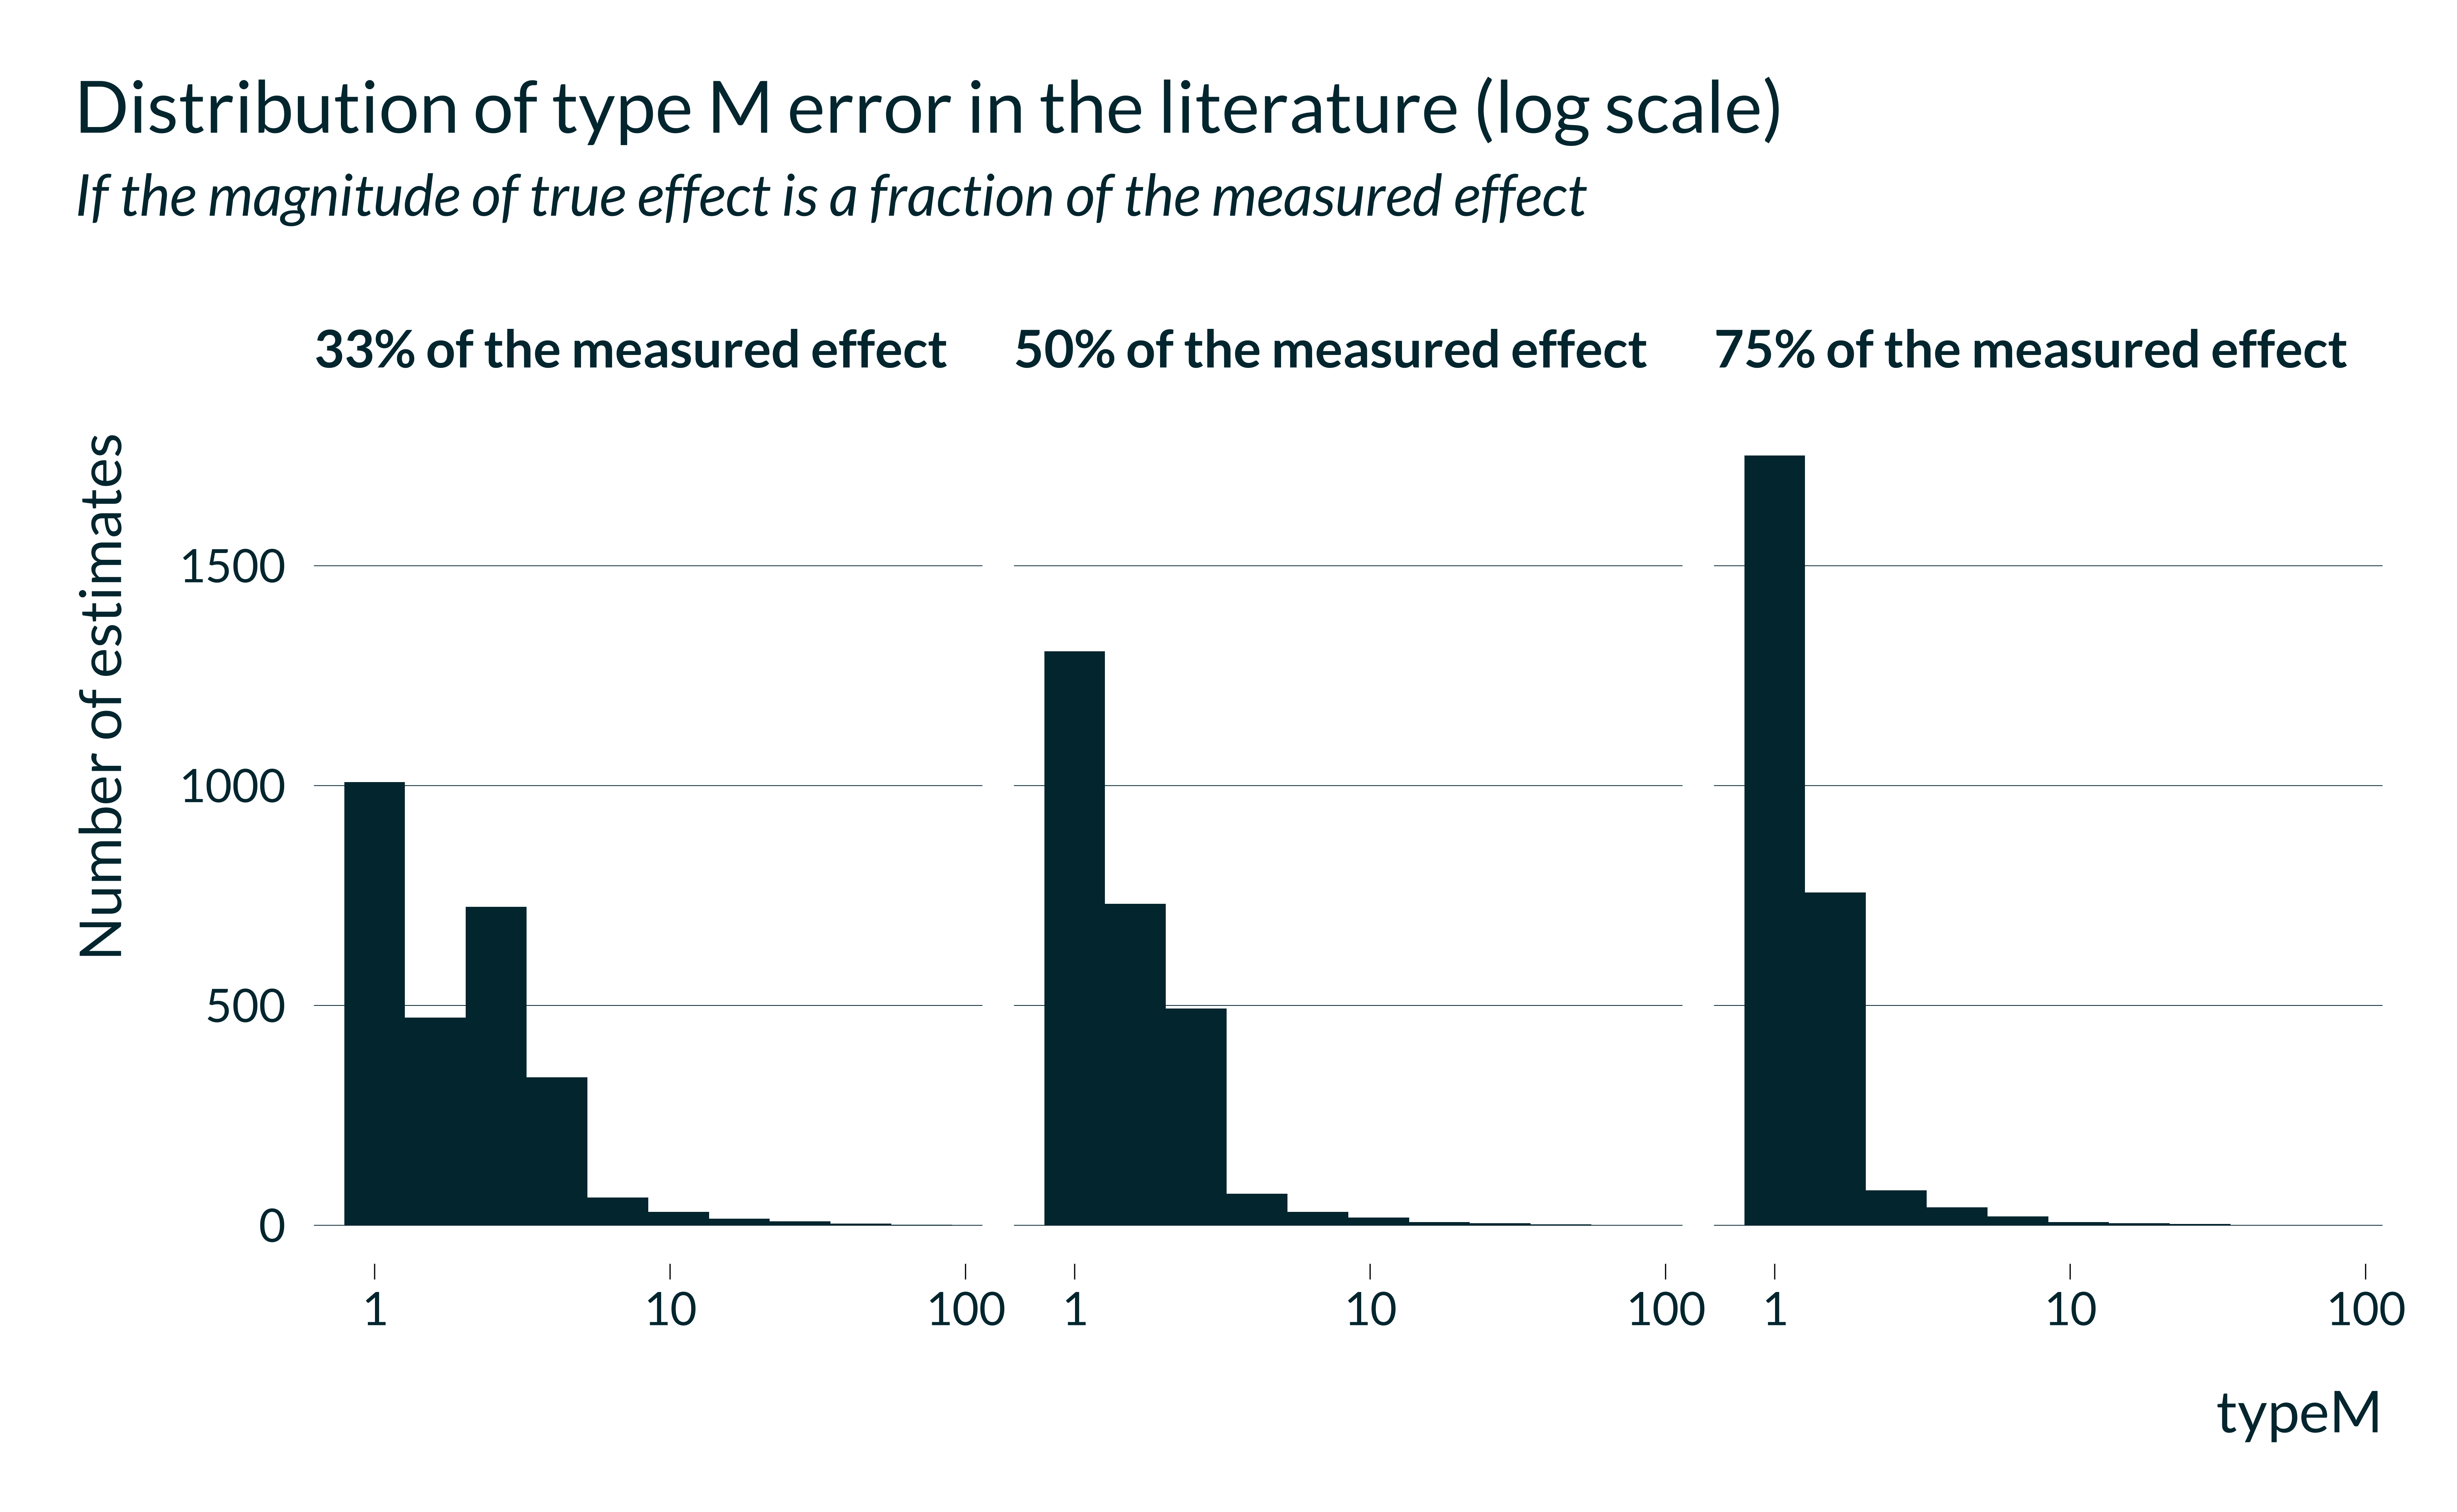 Distribution of type M error in the literature (log scale)
If the magnitude of true effect is a fraction of the measured effect
33% of the measured effect
50% of the measured effect
75% of the measured effect
Number of estimates
1500
1000
500
0
1
10
100
1
10
100
1
10
100
typeM